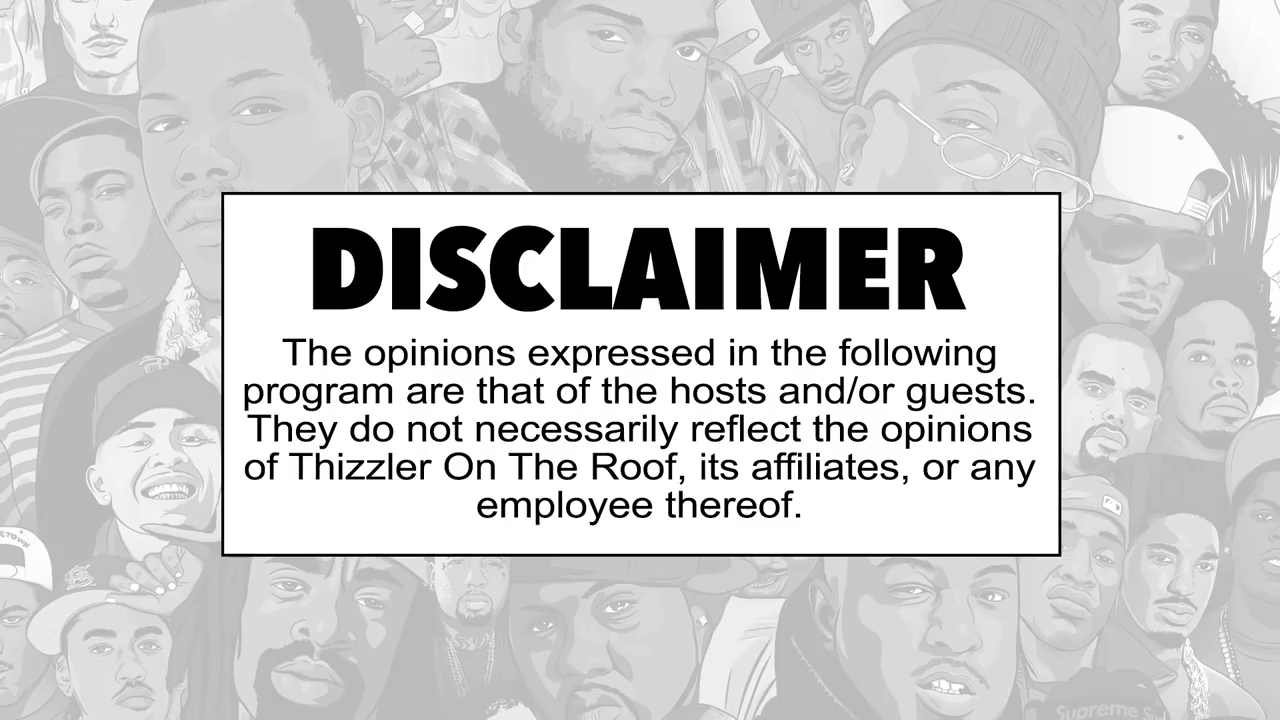 DISCLAIMER
The opinions expressed in the following
program are that of the hosts and/or guests.
They do not necessarily reflect the opinions
of Thizzler On The Roof, its affiliates, or any
employee thereof.
Supreme